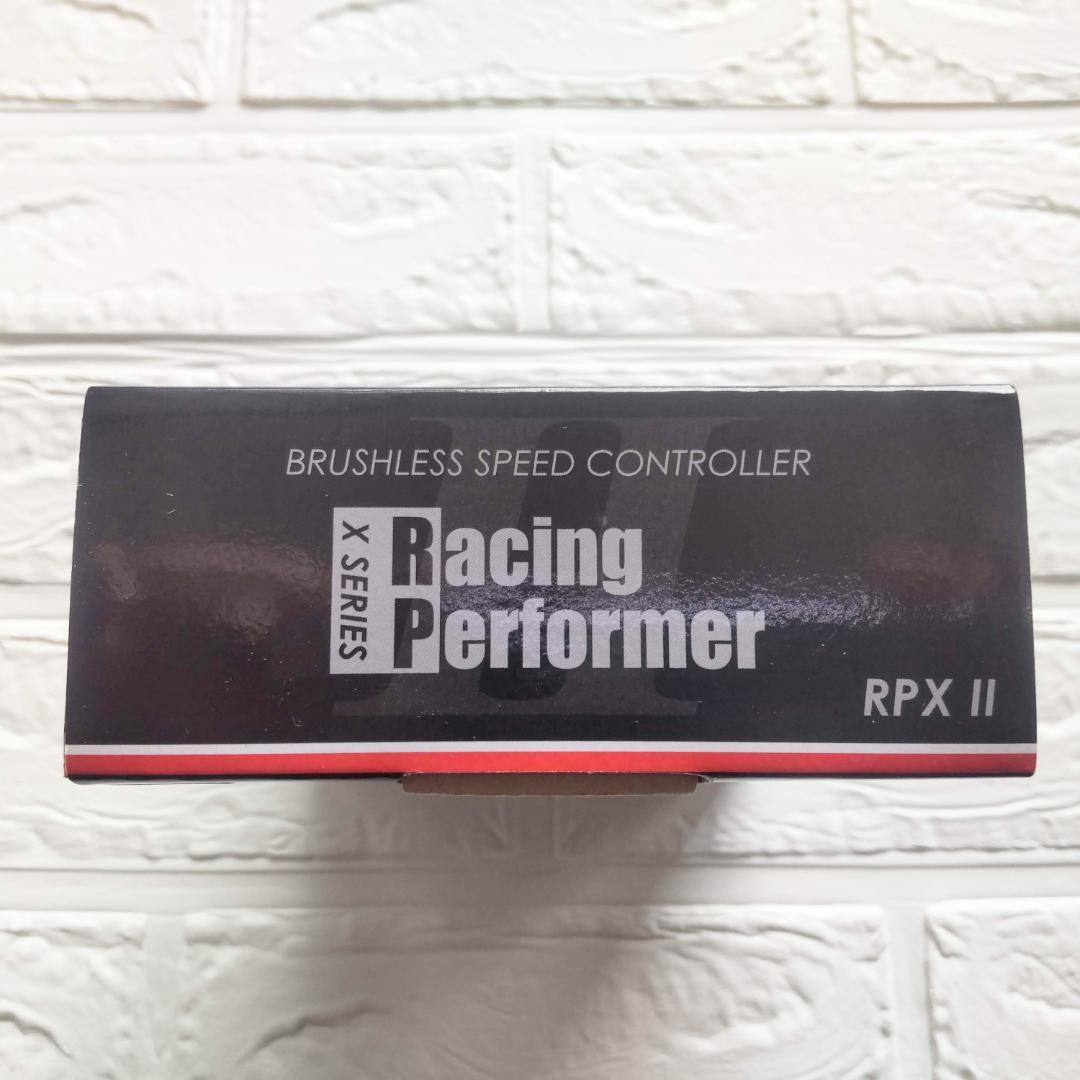 BRUSHLESS SPEED CONTROLLER
X SERIES
Racing
Performer
RPX II